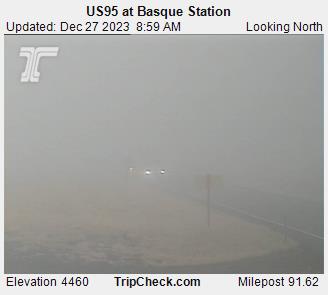 US95 at Basque Station
Updated: Dec 27 2023 8:59 AM Looking North
Elevation 4460 TripCheck.com Milepost 91.62